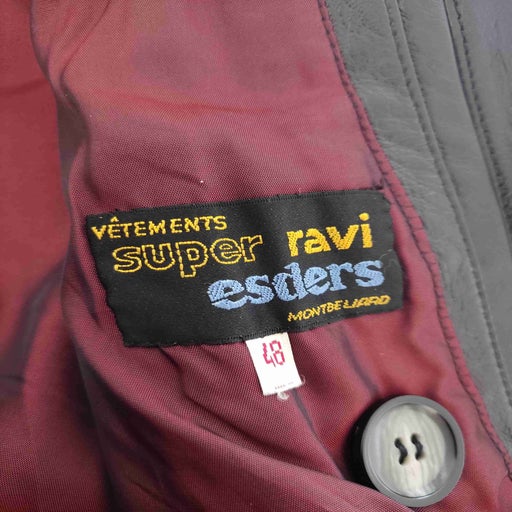 VÊTEMENTS
super ravi
esders
MONTBELIARD
48